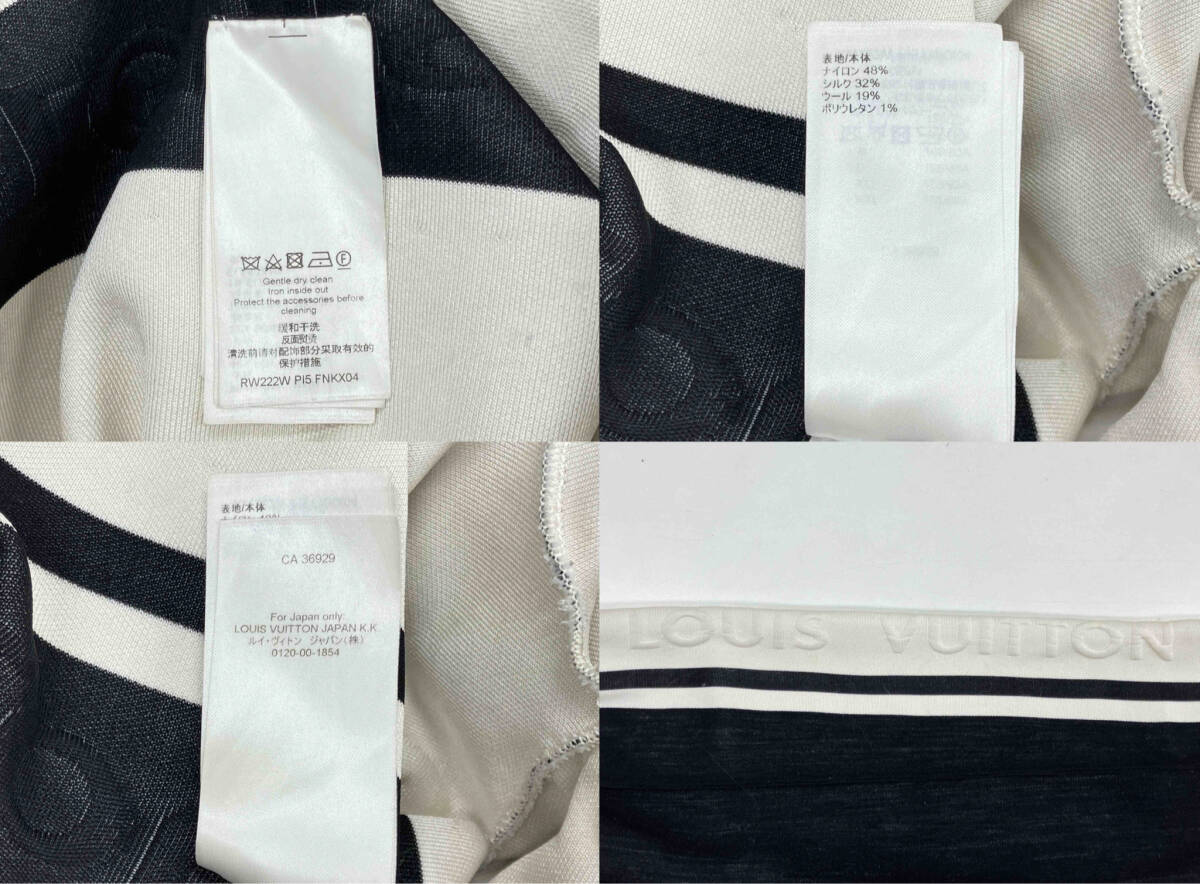 Gentle dry clean
Iron inside out
Protect the accessories before
cleaning
缓和干洗
反面熨烫
清洗前请对配饰部分采取有效的
保护措施
RW222W PI5 FNKX04
表地/本体
ナイロン 48%
シルク 32%
ウール 19%
ポリウレタン 1%
表地/本体
CA 36929
For Japan only:
LOUIS VUITTON JAPAN K.K.
ルイ・ヴィトン ジャパン(株)
0120-00-1854
LOUIS VUITTON